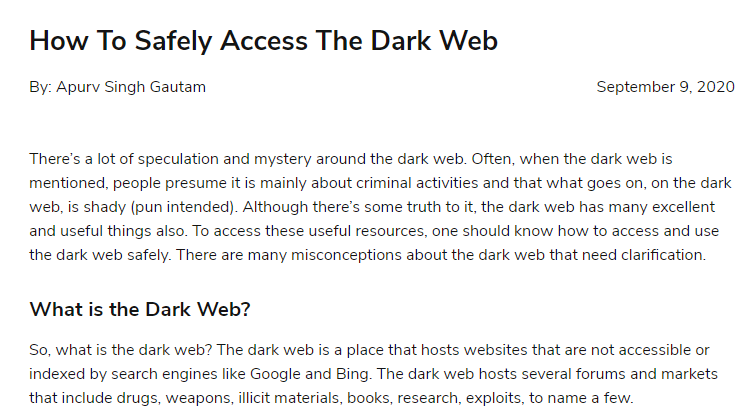 How To Safely Access The Dark Web
By: Apurv Singh Gautam September 9, 2020
There's a lot of speculation and mystery around the dark web. Often, when the dark web is
mentioned, people presume it is mainly about criminal activities and that what goes on, on the dark
web, is shady (pun intended). Although there's some truth to it, the dark web has many excellent
and useful things also. To access these useful resources, one should know how to access and use
the dark web safely. There are many misconceptions about the dark web that need clarification.
What is the Dark Web?
So, what is the dark web? The dark web is a place that hosts websites that are not accessible or
indexed by search engines like Google and Bing. The dark web hosts several forums and markets
that include drugs, weapons, illicit materials, books, research, exploits, to name a few.